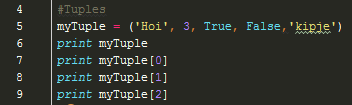 4 #Tuples
5 myTuple = ('Hoi', 3, True, False,'kipje')
6 print myTuple
7 print myTuple[0]
8 print myTuple[1]
9 print myTuple[2]